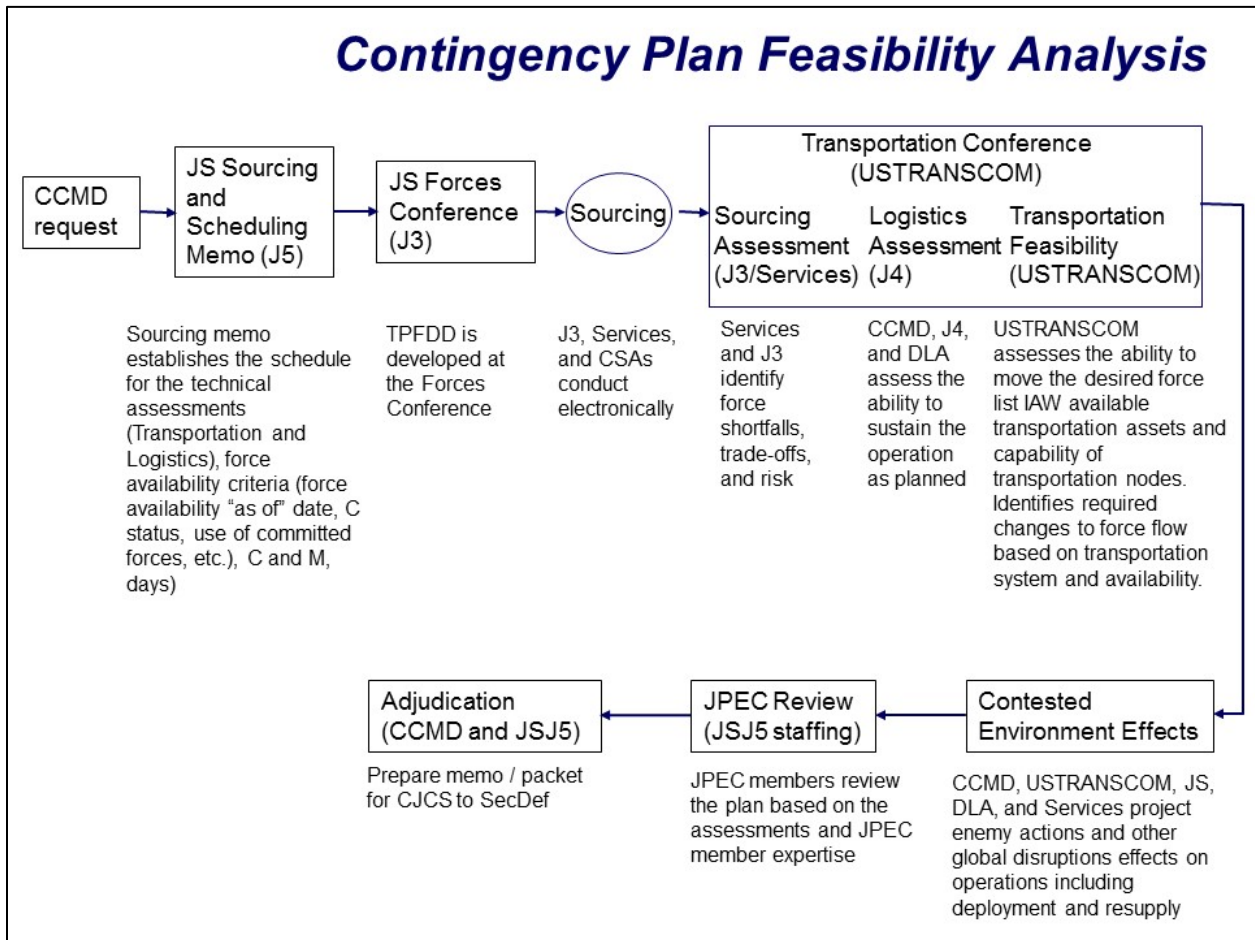 Contingency Plan Feasibility Analysis
CCMD
request
JS Sourcing
and
Scheduling
Memo (J5)
JS Forces
Conference
(J3)
Sourcing
Transportation Conference
(USTRANSCOM)
Sourcing
Assessment
(J3/Services)
Logistics
Assessment
(J4)
Transportation
Feasibility
(USTRANSCOM)
Sourcing memo
establishes the schedule
for the technical
assessments
(Transportation and
Logistics), force
availability criteria (force
availability “as of” date, C
status, use of committed
forces, etc.), C and M,
days)
TPFDD is
developed at
the Forces
Conference
J3, Services,
and CSAs
conduct
electronically
Services
and J3
identify
force
shortfalls,
trade-offs,
and risk
CCMD, J4,
and DLA
assess the
ability to
sustain the
operation
as planned
USTRANSCOM
assesses the ability to
move the desired force
list IAW available
transportation assets and
capability of
transportation nodes.
Identifies required
changes to force flow
based on transportation
system and availability.
Contested
Environment Effects
CCMD, USTRANSCOM, JS,
DLA, and Services project
enemy actions and other
global disruptions effects on
operations including
deployment and resupply
JPEC Review
(JSJ5 staffing)
JPEC members review
the plan based on the
assessments and JPEC
member expertise
Adjudication
(CCMD and JSJ5)
Prepare memo / packet
for CJCS to SecDef